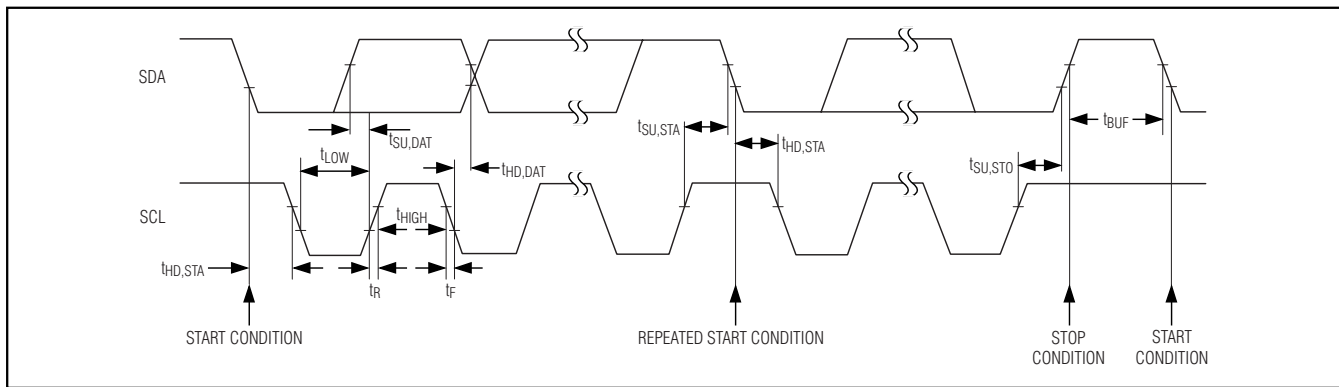 SDA
tSU,DAT
tLOW
tHD,DAT
tSU,STA
tHD,STA
tBUF
tSU,STO
SCL
tHIGH
tHD,STA
tR
tF
START CONDITION
REPEATED START CONDITION
STOP
CONDITION
START
CONDITION